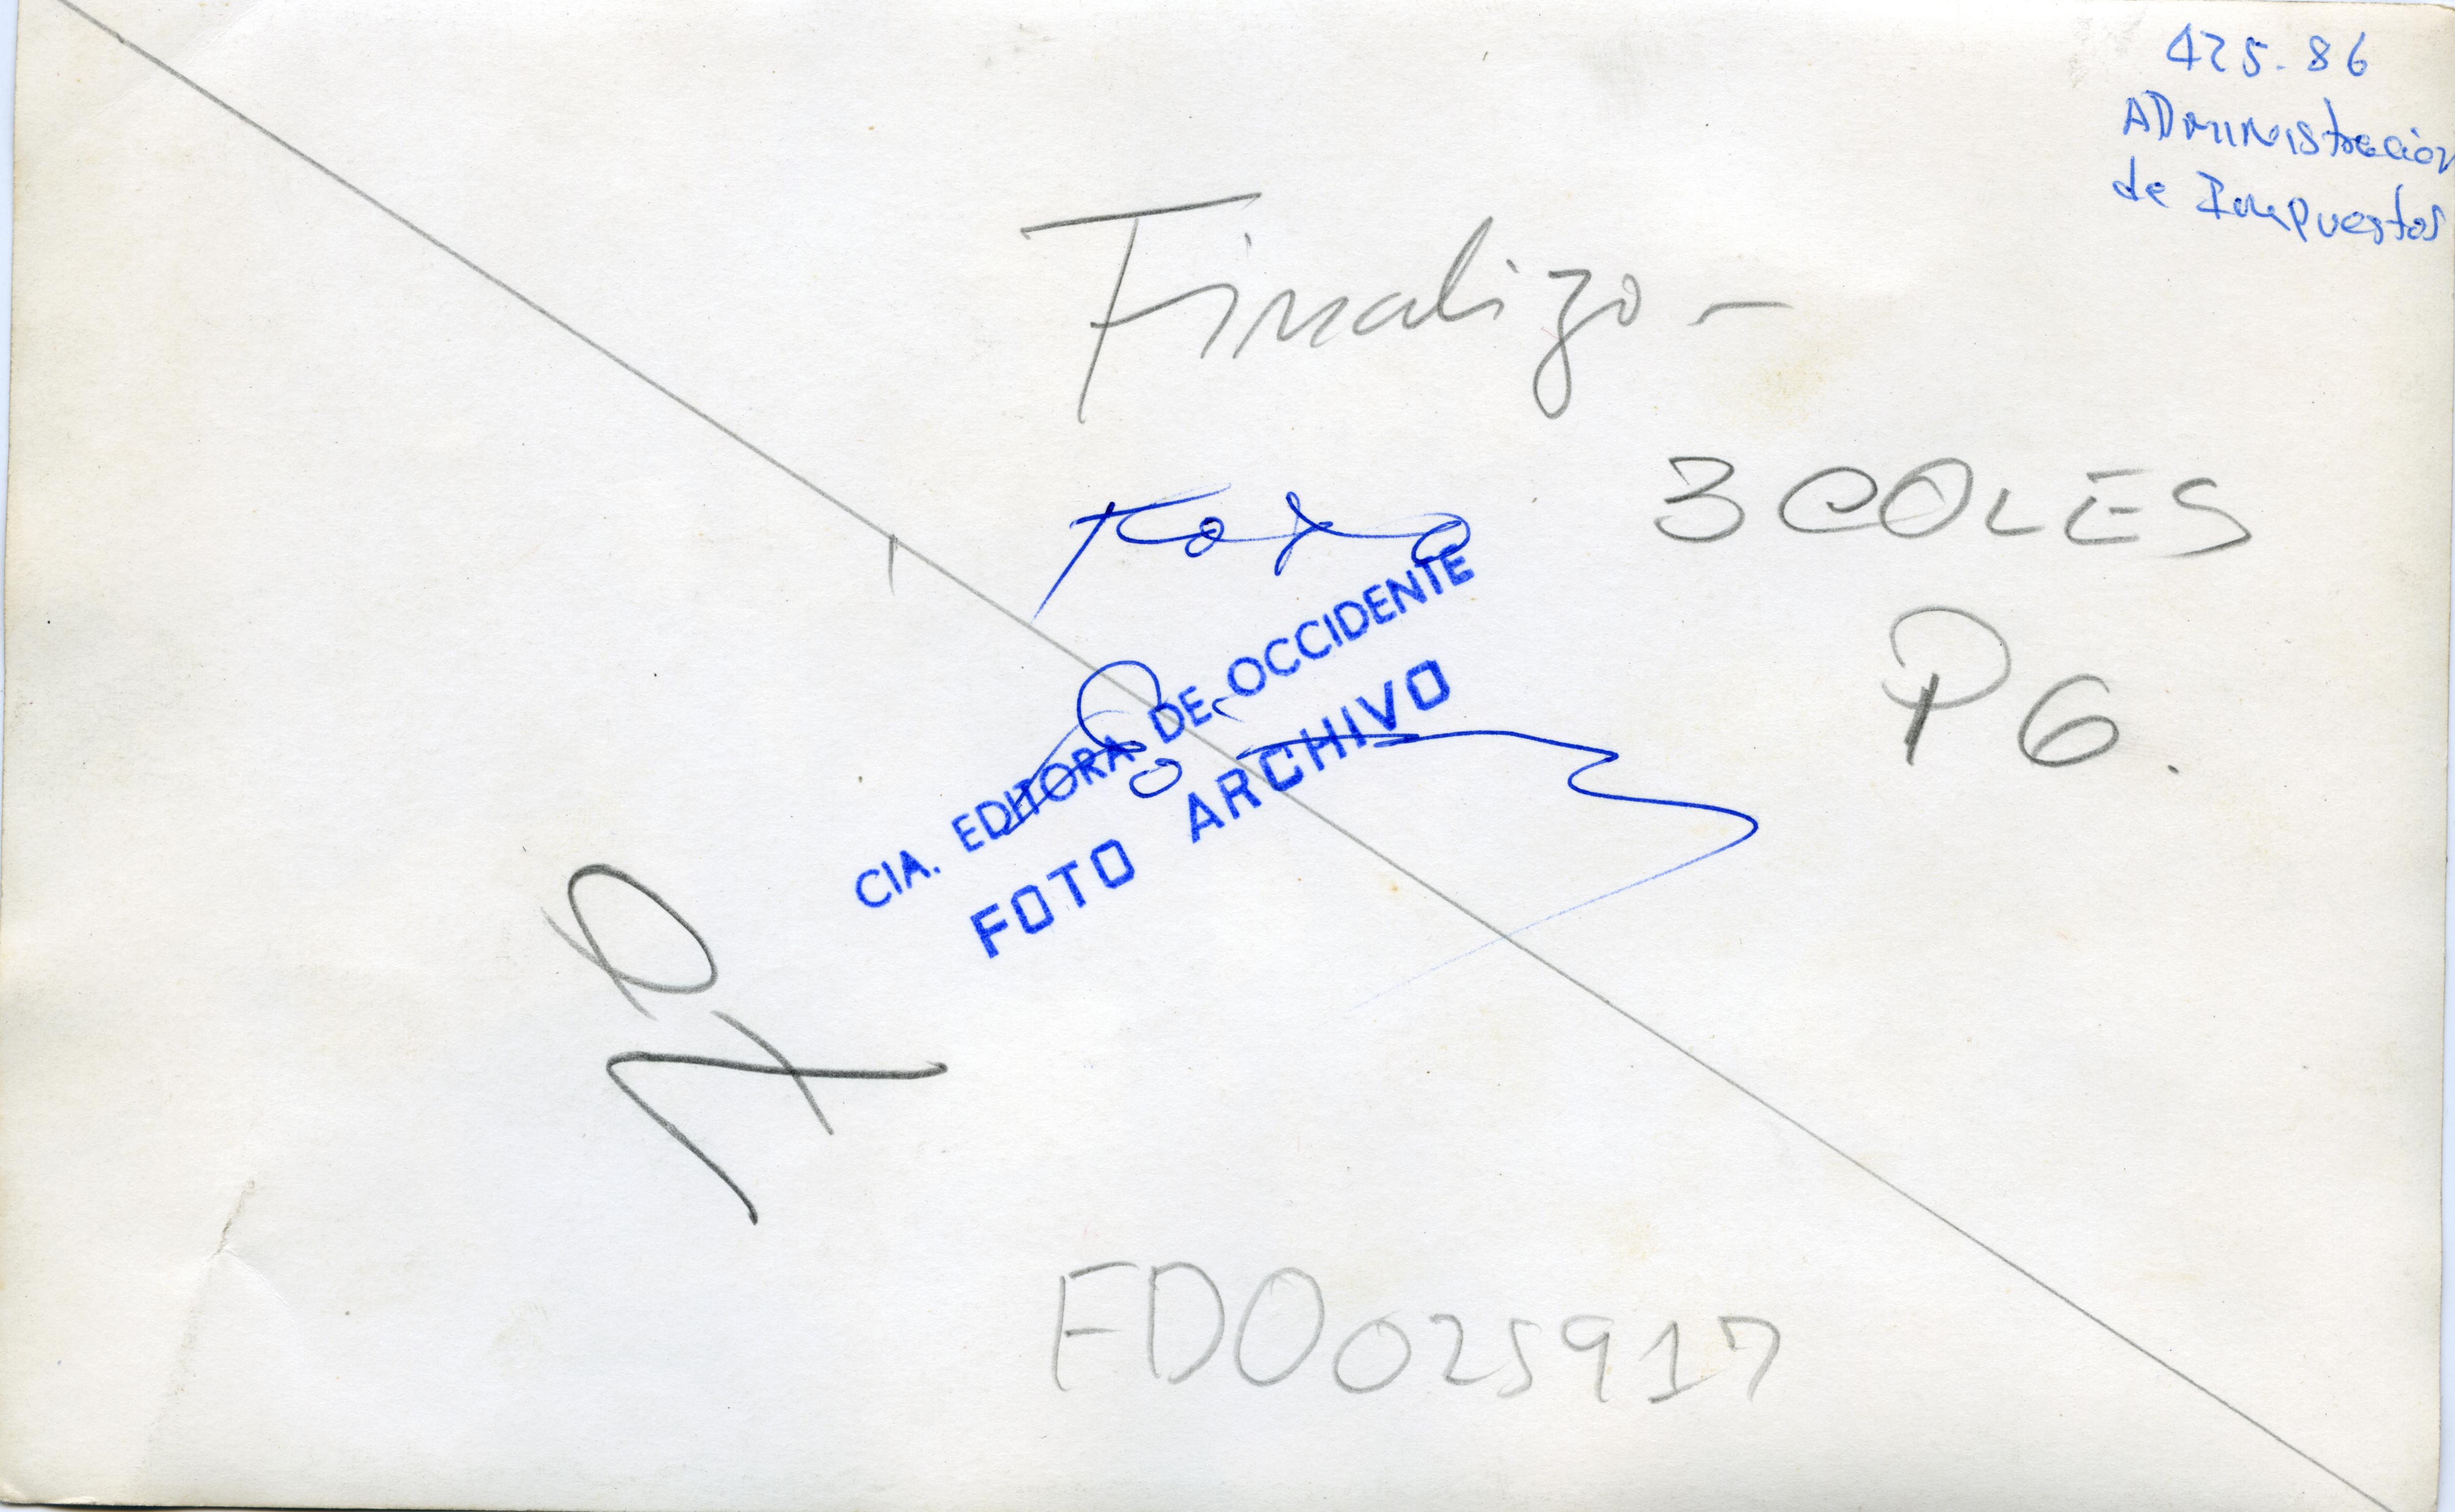 425-86
ADMINIstracion
de Impuestos
Finalizo -
3 COLES
P6.
CIA. EDITORA DE OCCIDENTE
FOTO ARCHIVO
FDO025917